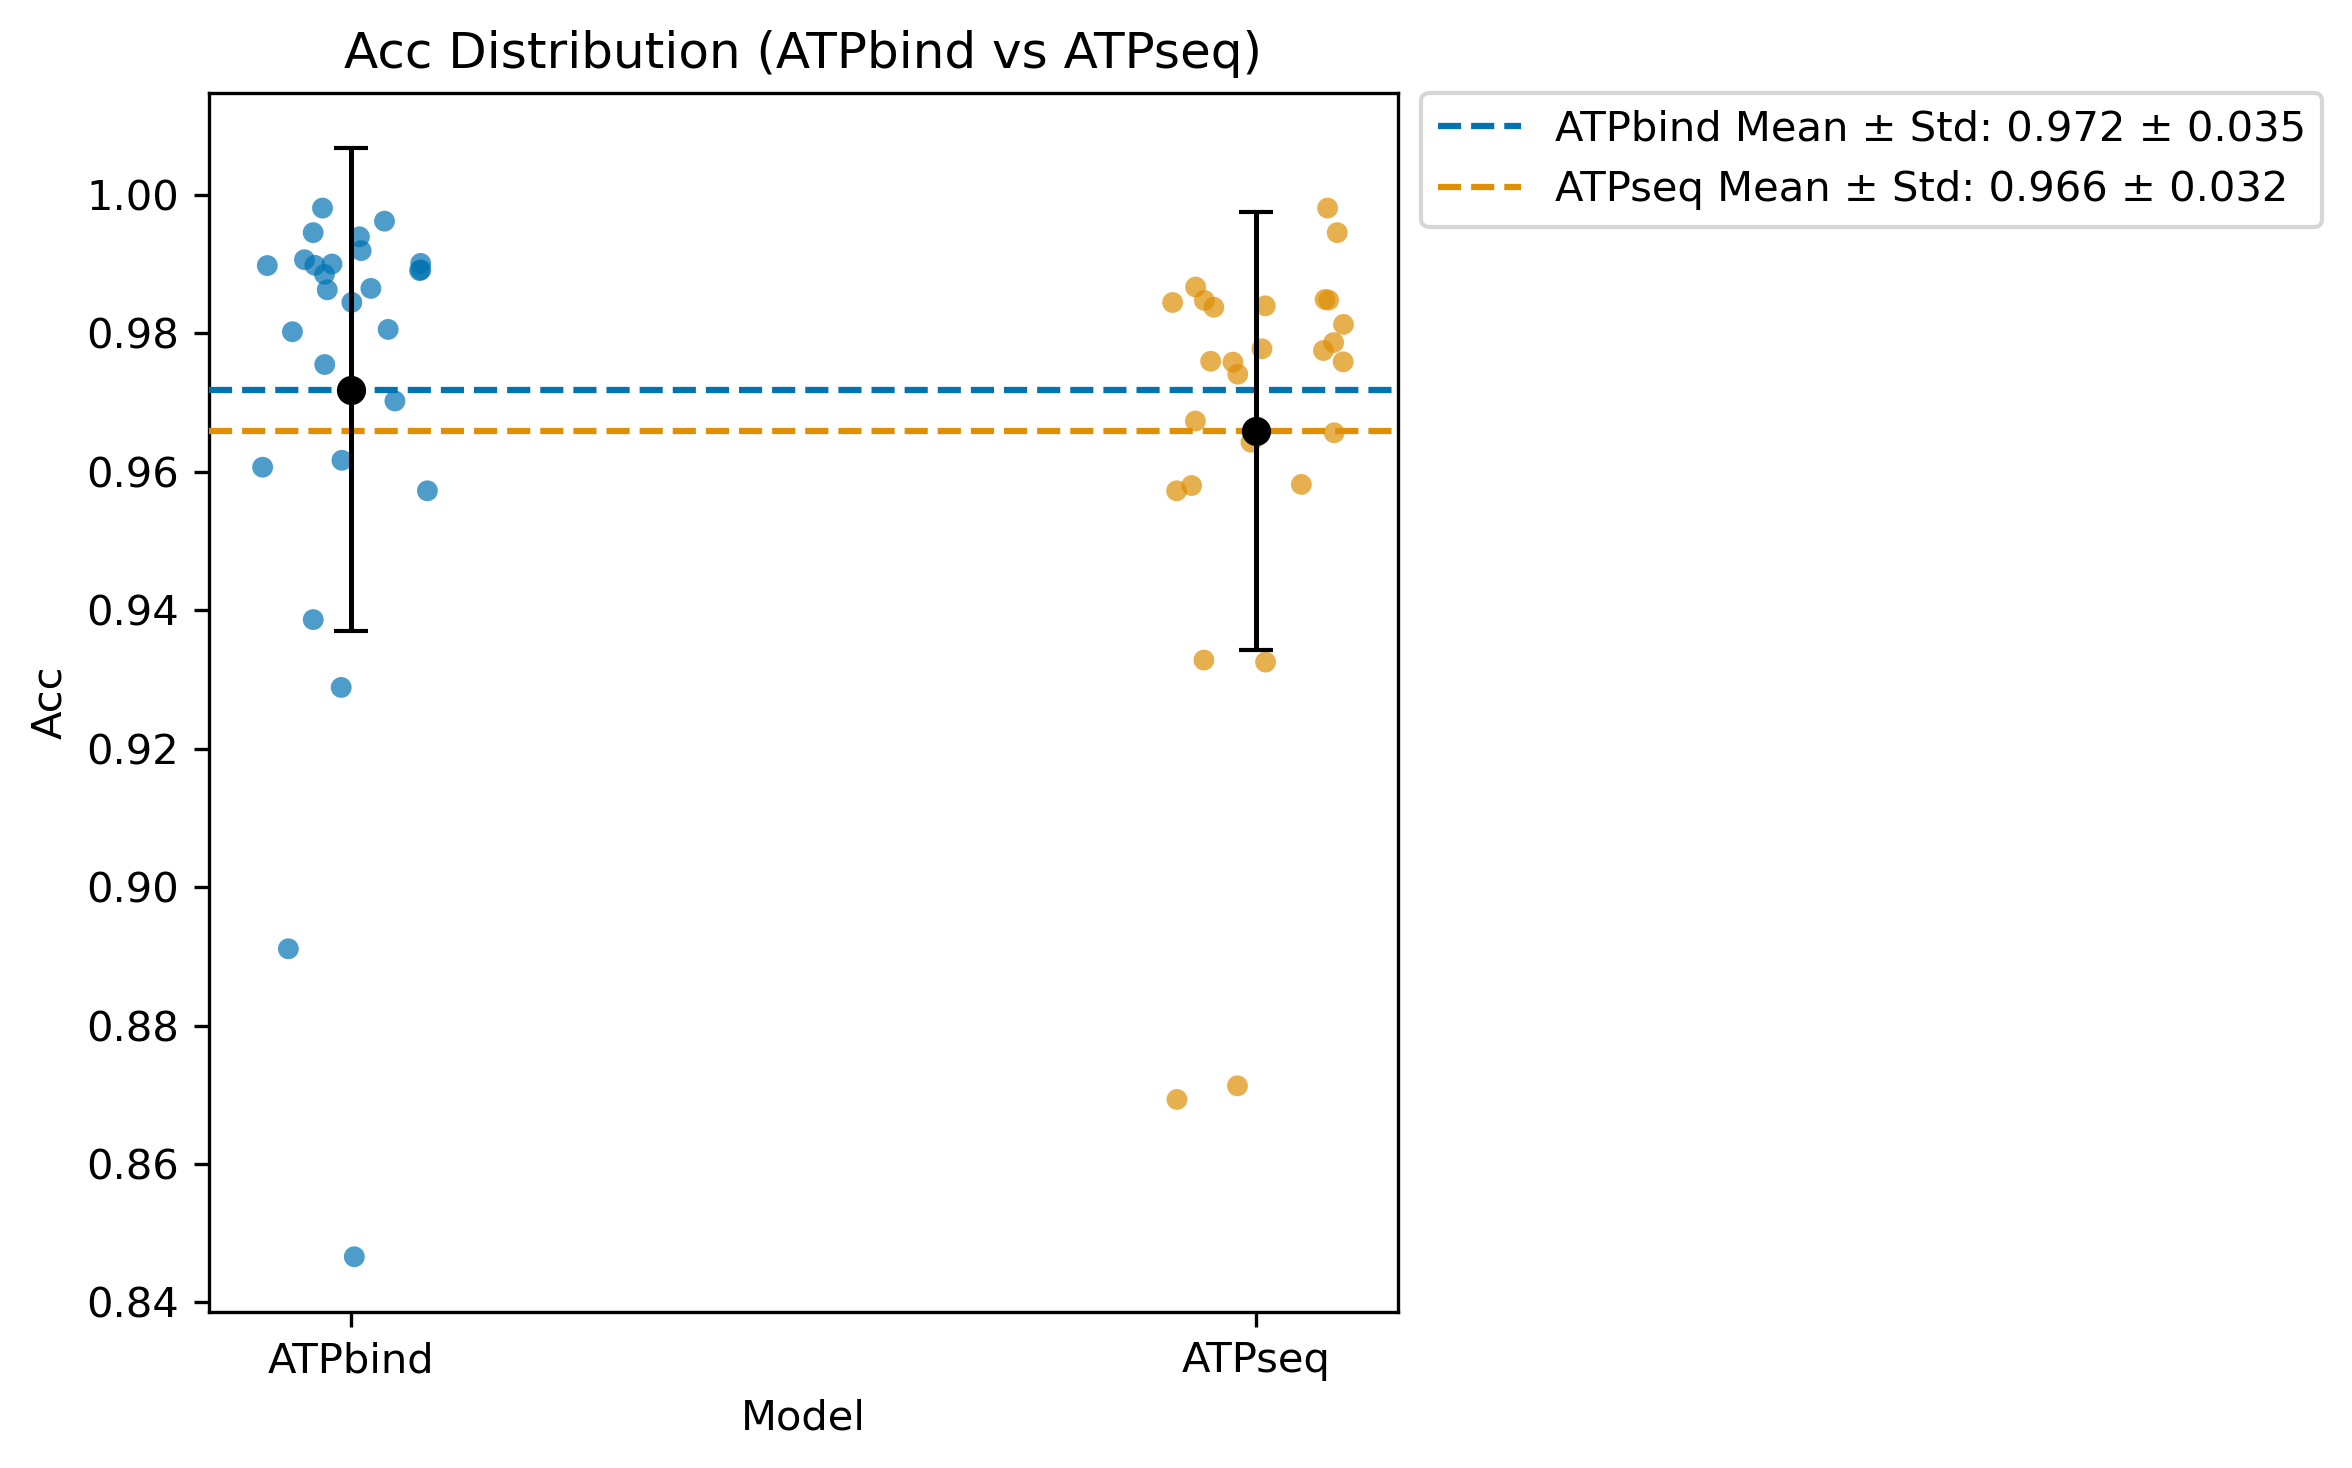 Acc Distribution (ATPbind vs ATPseq)
ATPbind Mean ± Std: 0.972 ± 0.035
ATPseq Mean ± Std: 0.966 ± 0.032
1.00
0.98
0.96
0.94
0.92
0.90
0.88
0.86
0.84
Acc
ATPbind
ATPseq
Model